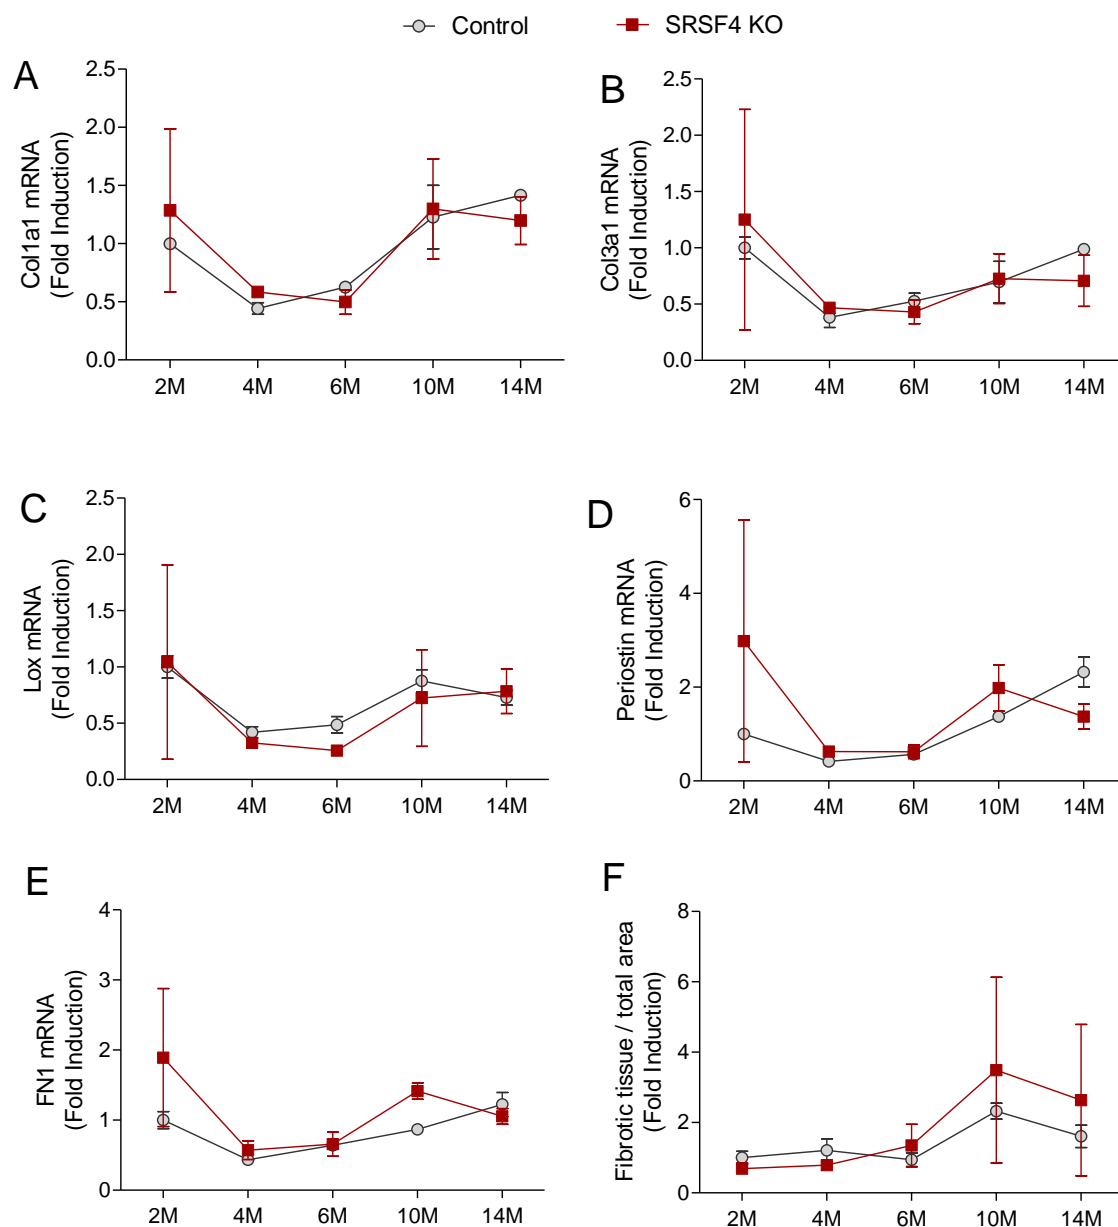 Control
SRSF4 KO
A
Col1a1 mRNA
(Fold Induction)
2.5
2.0
1.5
1.0
0.5
0.0
2M 4M 6M 10M 14M
B
Col3a1 mRNA
(Fold Induction)
2.5
2.0
1.5
1.0
0.5
0.0
2M 4M 6M 10M 14M
C
Lox mRNA
(Fold Induction)
2.5
2.0
1.5
1.0
0.5
0.0
2M 4M 6M 10M 14M
D
Periostin mRNA
(Fold Induction)
6
4
2
0
2M 4M 6M 10M 14M
E
FN1 mRNA
(Fold Induction)
4
3
2
1
0
2M 4M 6M 10M 14M
F
Fibrotic tissue / total area
(Fold Induction)
8
6
4
2
0
2M 4M 6M 10M 14M